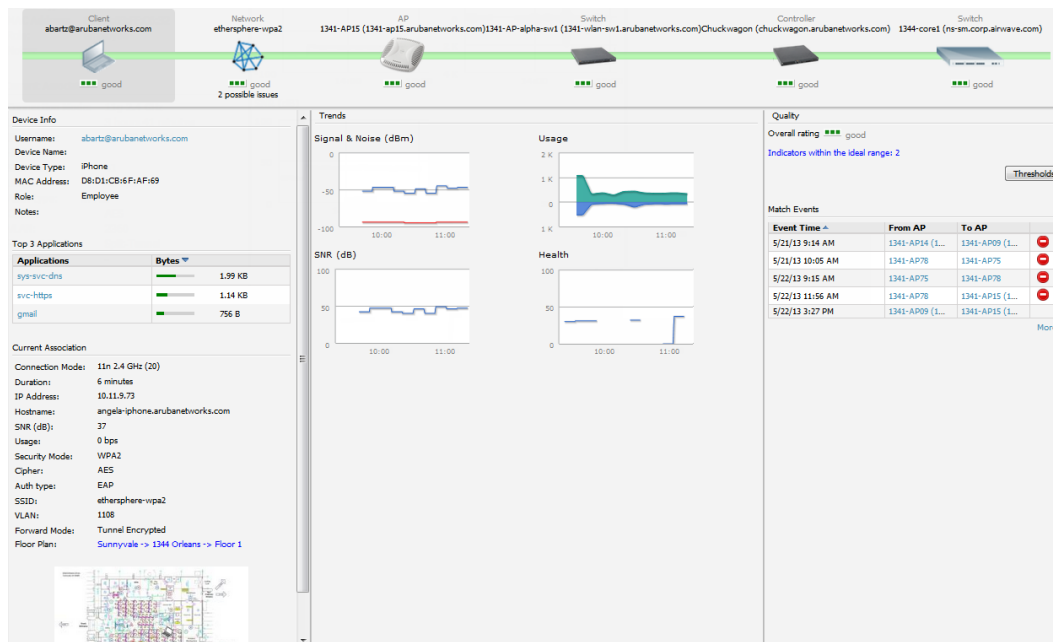 Client
Network
AP
Switch
Controller
Switch
abartz@arubanetworks.com
ethersphere-wpa2
1341-AP15 (1341-ap15.arubanetworks.com)
1341-AP-alpha-sw1 (1341-wlan-sw1.arubanetworks.com)
Chuckwagon (chuckwagon.arubanetworks.com)
1344-core1 (ns-sm.corp.airwave.com)
good
good
good
good
good
good
2 possible issues
Device Info
Username: abartz@arubanetworks.com
Device Name:
Device Type: iPhone
MAC Address: D8:D1:CB:6F:AF:69
Role: Employee
Notes:
Top 3 Applications
Applications Bytes
sys-svc-dns 1.99 KB
svc-https 1.14 KB
gmail 756 B
Current Association
Connection Mode: 11n 2.4 GHz (20)
Duration: 6 minutes
IP Address: 10.11.9.73
Hostname: angela-iphone.arubanetworks.com
SNR (dB): 37
Usage: 0 bps
Security Mode: WPA2
Cipher: AES
Auth type: EAP
SSID: ethersphere-wpa2
VLAN: 1108
Forward Mode: Tunnel Encrypted
Floor Plan: Sunnyvale -> 1344 Orleans -> Floor 1
Trends
Signal & Noise (dBm)
0
-50
-100
10:00 11:00
Usage
2 K
1 K
0
1 K
10:00 11:00
SNR (dB)
100
50
0
10:00 11:00
Health
100
50
0
10:00 11:00
Quality
Overall rating good
Indicators within the ideal range: 2
Thresholds
Match Events
Event Time From AP To AP
5/21/13 9:14 AM 1341-AP14 (1... 1341-AP09 (1...
5/21/13 10:05 AM 1341-AP78 1341-AP75
5/22/13 9:15 AM 1341-AP75 1341-AP78
5/22/13 11:56 AM 1341-AP78 1341-AP15 (1...
5/22/13 3:27 PM 1341-AP09 (1... 1341-AP15 (1...
More